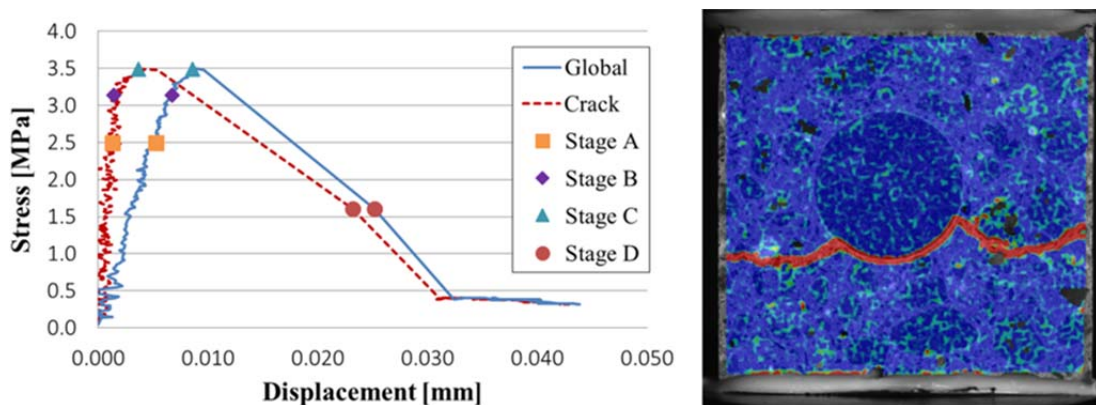 4.0
3.5
3.0
2.5
2.0
1.5
1.0
0.5
0.0
Stress [MPa]
0.000
0.010
0.020
0.030
0.040
0.050
Displacement [mm]
Global
Crack
Stage A
Stage B
Stage C
Stage D